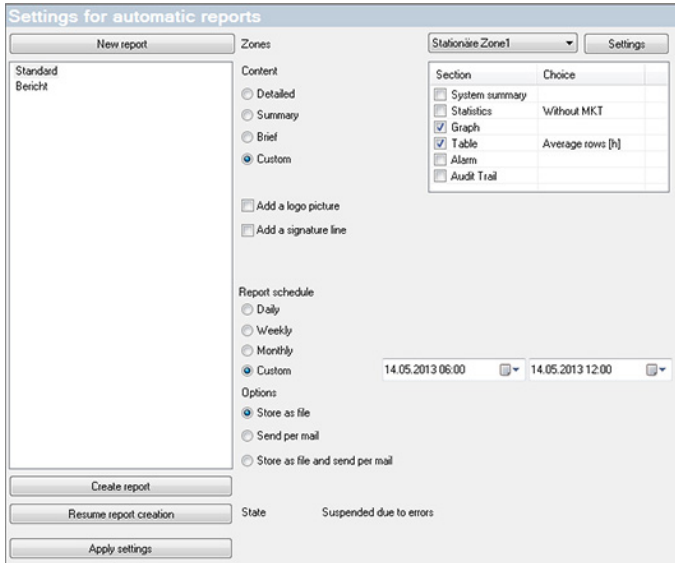 Settings for automatic reports
New report
Zones
Stationäre Zone1
Settings
Standard
Bericht
Content
Detailed
Summary
Brief
Custom
Section Choice
System summary
Statistics Without MKT
Graph
Table Average rows [h]
Alarm
Audit Trail
Add a logo picture
Add a signature line
Report schedule
Daily
Weekly
Monthly
Custom 14.05.2013 06:00 14.05.2013 12:00
Options
Store as file
Send per mail
Store as file and send per mail
Create report
Resume report creation
State Suspended due to errors
Apply settings